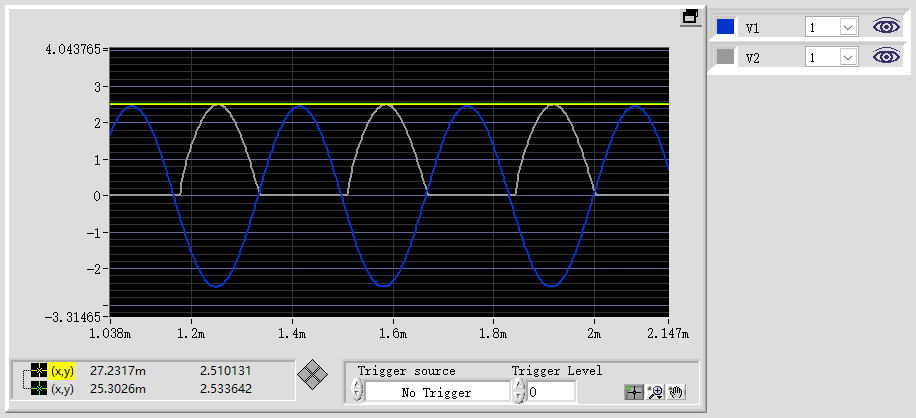 V1 1
V2 1
4.043765
3
2
1
0
-1
-2
-3.31465
1.038m 1.2m 1.4m 1.6m 1.8m 2m 2.147m
(x,y) 27.2317m 2.510131
(x,y) 25.3026m 2.533642
Trigger source Trigger Level
No Trigger 0